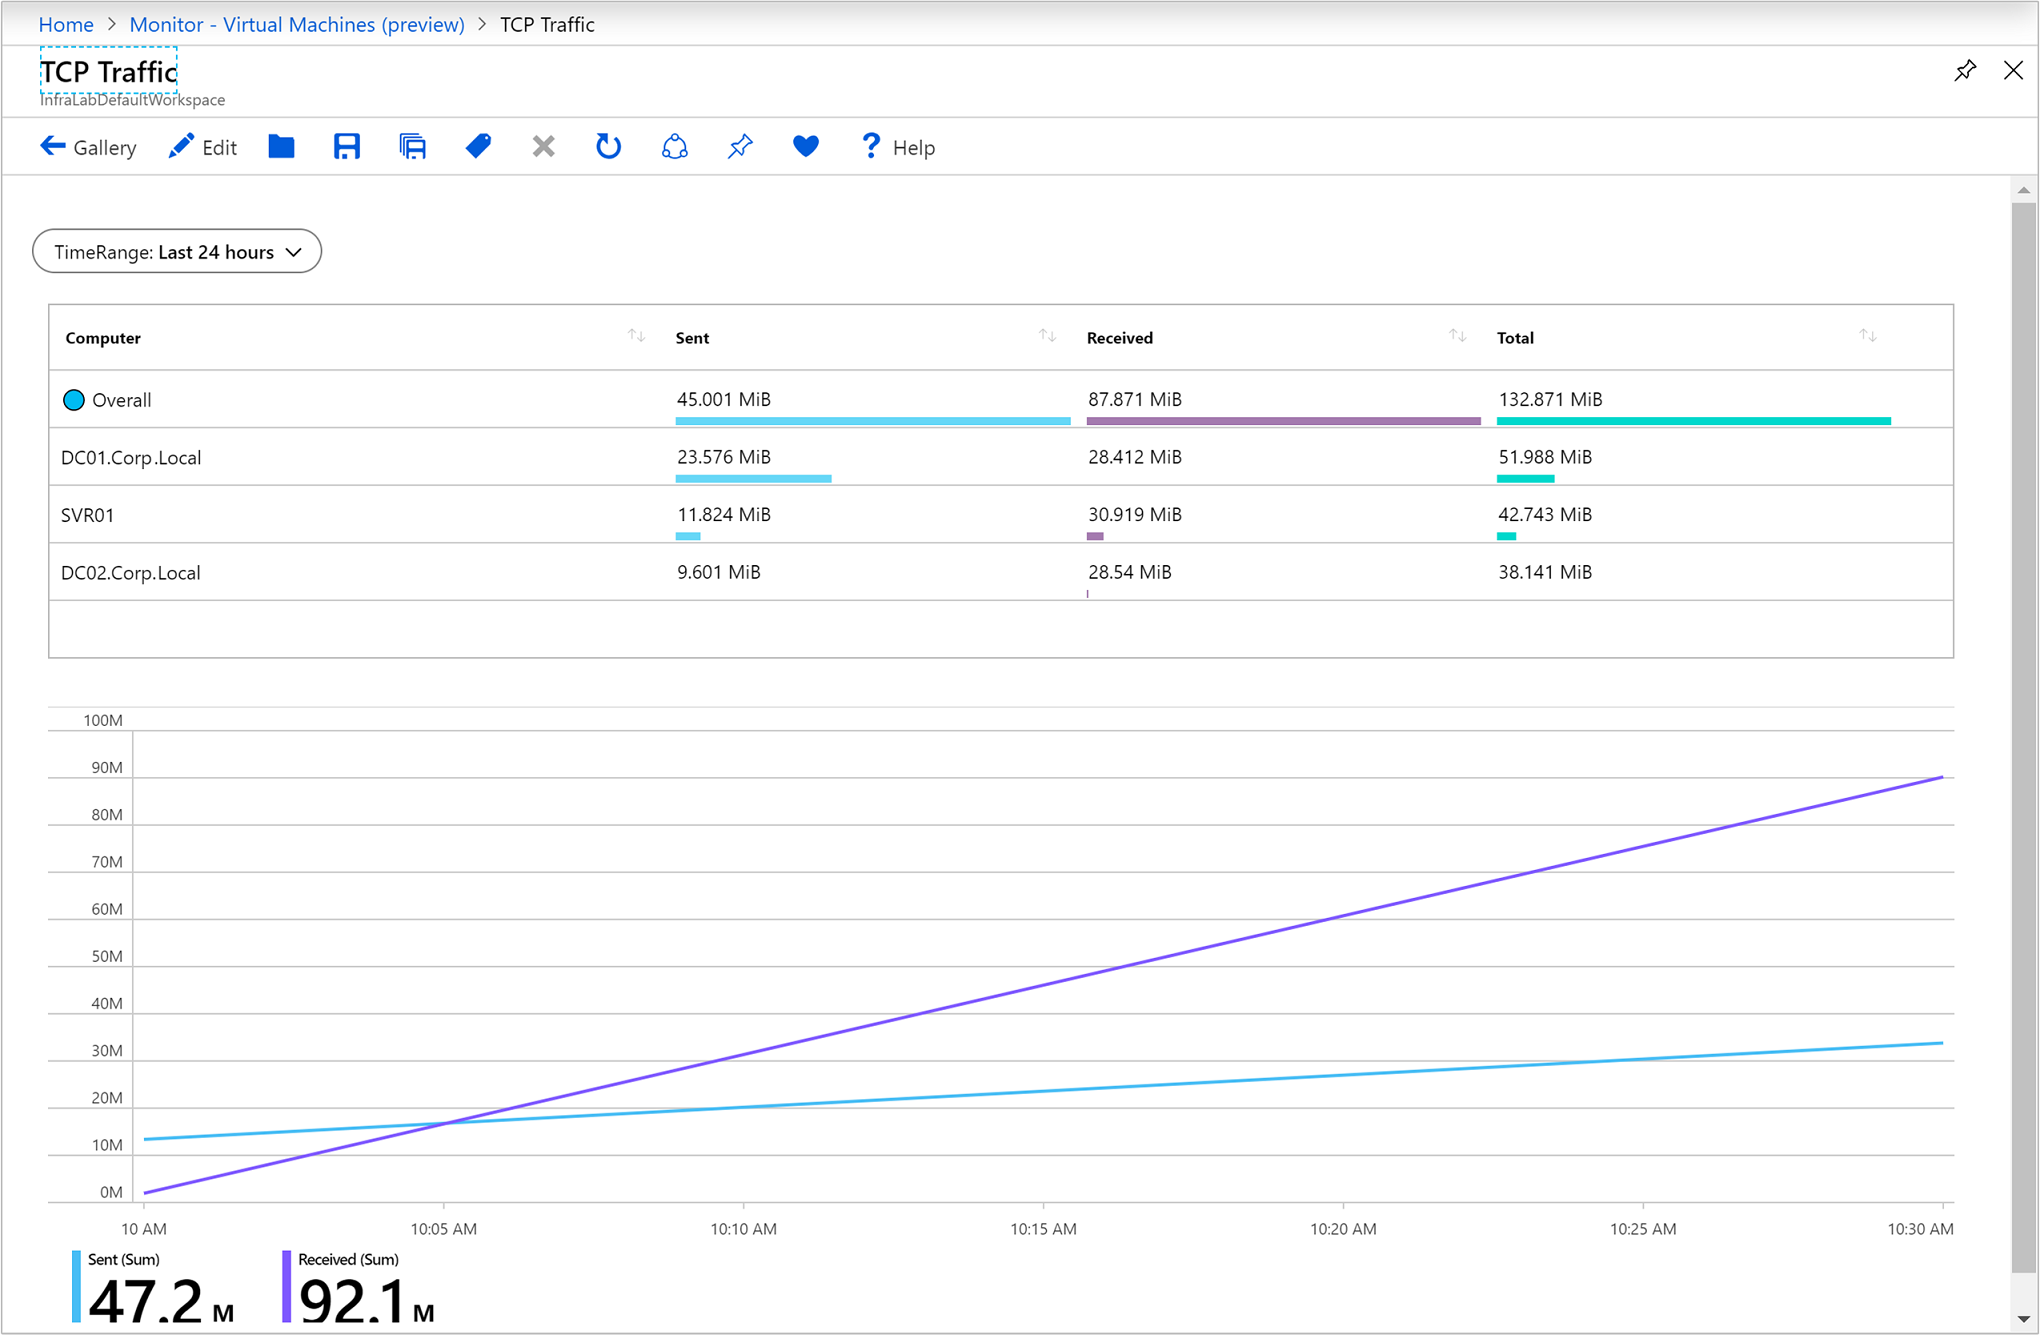 Home > Monitor - Virtual Machines (preview) > TCP Traffic
TCP Traffic
InfraLabDefaultWorkspace
Gallery Edit ? Help
TimeRange: Last 24 hours
Computer Sent Received Total
Overall 45.001 MiB 87.871 MiB 132.871 MiB
DC01.Corp.Local 23.576 MiB 28.412 MiB 51.988 MiB
SVR01 11.824 MiB 30.919 MiB 42.743 MiB
DC02.Corp.Local 9.601 MiB 28.54 MiB 38.141 MiB
100M
90M
80M
70M
60M
50M
40M
30M
20M
10M
0M
10 AM 10:05 AM 10:10 AM 10:15 AM 10:20 AM 10:25 AM 10:30 AM
Sent (Sum) Received (Sum)
47.2 M 92.1 M